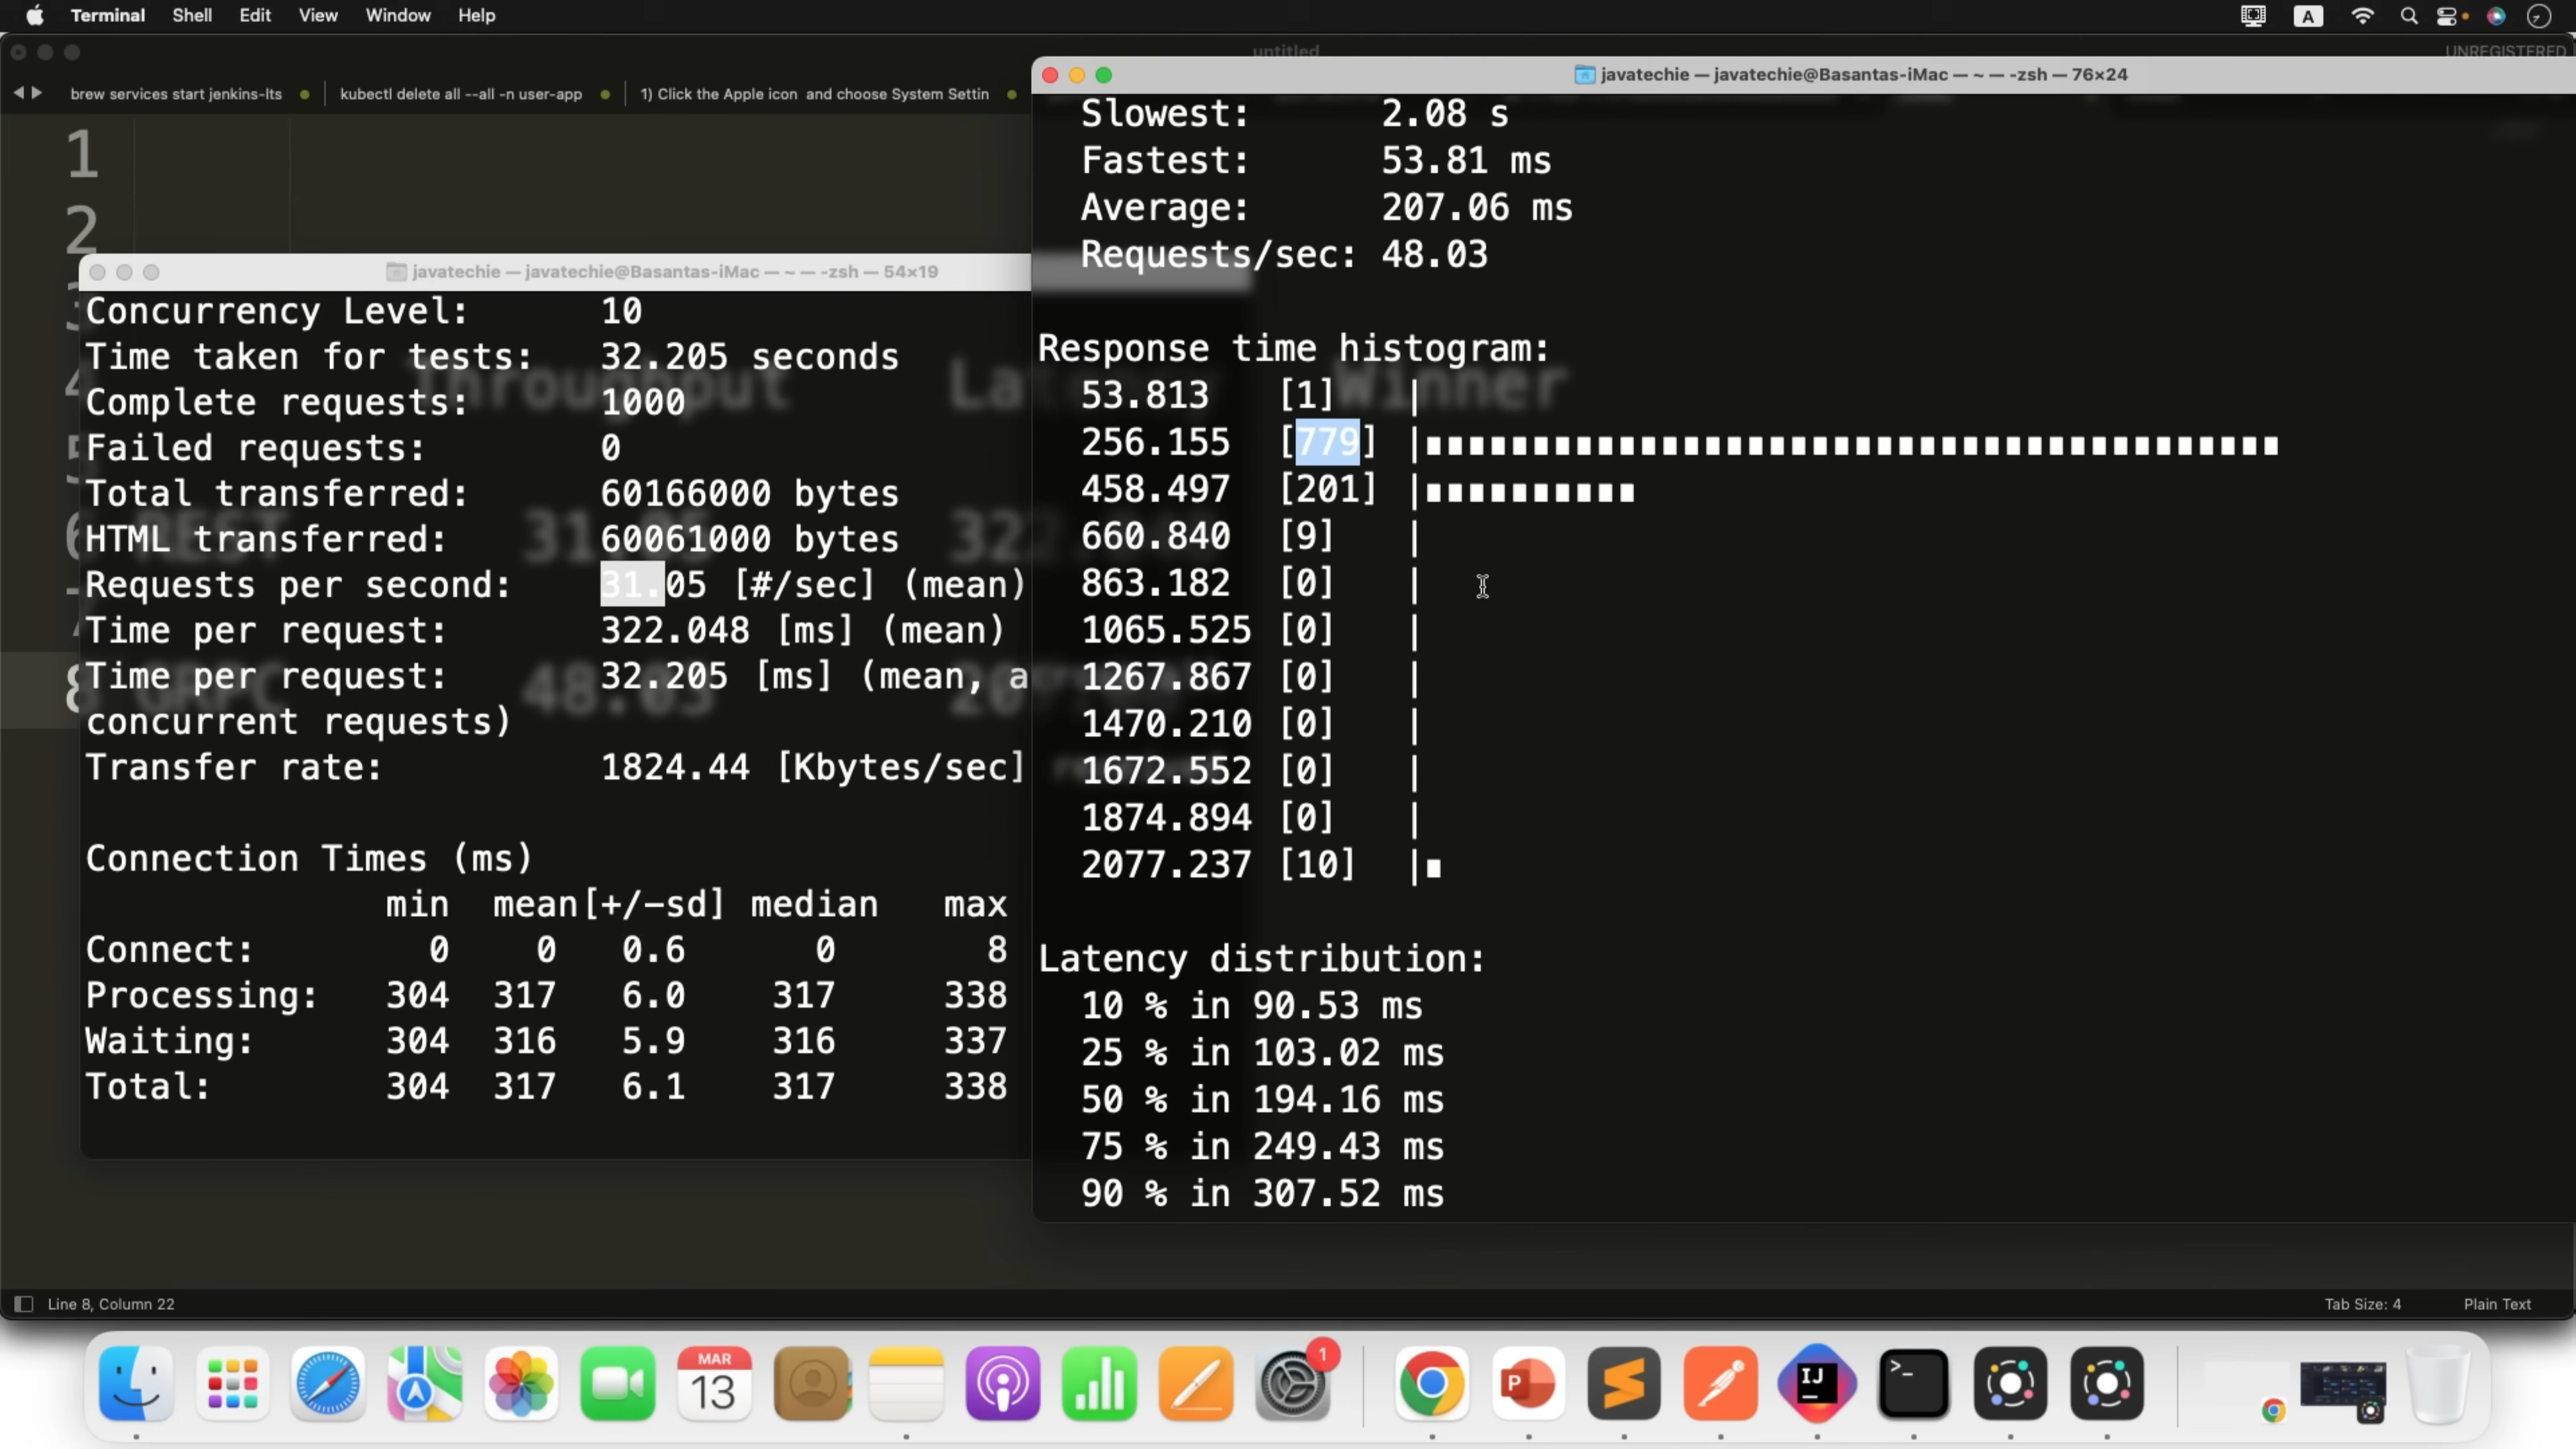 Terminal Shell Edit View Window Help
A
untitled
UNREGISTERED
brew services start jenkins-lts
kubectl delete all --all -n user-app
1) Click the Apple icon  and choose System Settin
1
2
javatechie — javatechie@Basantas-iMac — ~ — -zsh — 54×19
Concurrency Level: 10
Time taken for tests: 32.205 seconds
Complete requests: 1000
Failed requests: 0
Total transferred: 60166000 bytes
HTML transferred: 60061000 bytes
Requests per second: 31.05 [#/sec] (mean)
Time per request: 322.048 [ms] (mean)
Time per request: 32.205 [ms] (mean, a
concurrent requests)
Transfer rate: 1824.44 [Kbytes/sec]
Connection Times (ms)
min mean[+/-sd] median max
Connect: 0 0 0.6 0 8
Processing: 304 317 6.0 317 338
Waiting: 304 316 5.9 316 337
Total: 304 317 6.1 317 338
javatechie — javatechie@Basantas-iMac — ~ — -zsh — 76×24
Slowest: 2.08 s
Fastest: 53.81 ms
Average: 207.06 ms
Requests/sec: 48.03
Response time histogram:
53.813 [1] |
256.155 [779] |∎∎∎∎∎∎∎∎∎∎∎∎∎∎∎∎∎∎∎∎∎∎∎∎∎∎∎∎∎∎∎∎∎∎∎∎∎∎∎∎
458.497 [201] |∎∎∎∎∎∎∎∎∎∎
660.840 [9] |
863.182 [0] |
1065.525 [0] |
1267.867 [0] |
1470.210 [0] |
1672.552 [0] |
1874.894 [0] |
2077.237 [10] |∎
Latency distribution:
10 % in 90.53 ms
25 % in 103.02 ms
50 % in 194.16 ms
75 % in 249.43 ms
90 % in 307.52 ms
Line 8, Column 22
Tab Size: 4
Plain Text
MAR
13
1
P
IJ
>_